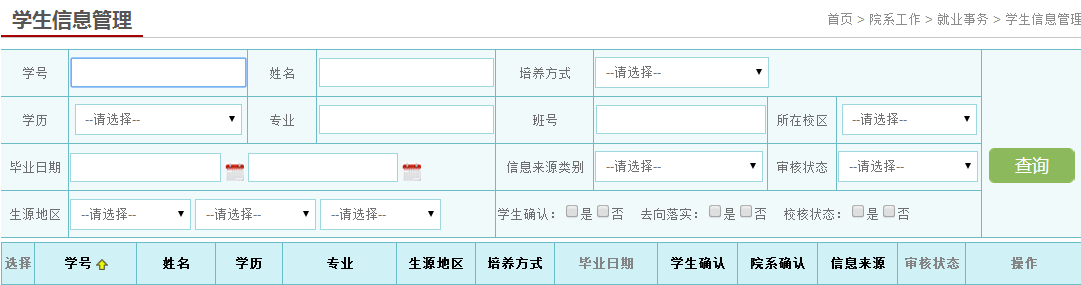 学生信息管理
首页 > 院系工作 > 就业事务 > 学生信息管理
学号 姓名 培养方式 --请选择--
学历 --请选择-- 专业 班号 所在校区 --请选择--
毕业日期 信息来源类别 --请选择-- 审核状态 --请选择--
查询
生源地区 --请选择-- --请选择-- --请选择-- 学生确认： 是 否 去向落实： 是 否 校核状态： 是 否
选择 学号 姓名 学历 专业 生源地区 培养方式 毕业日期 学生确认 院系确认 信息来源 审核状态 操作